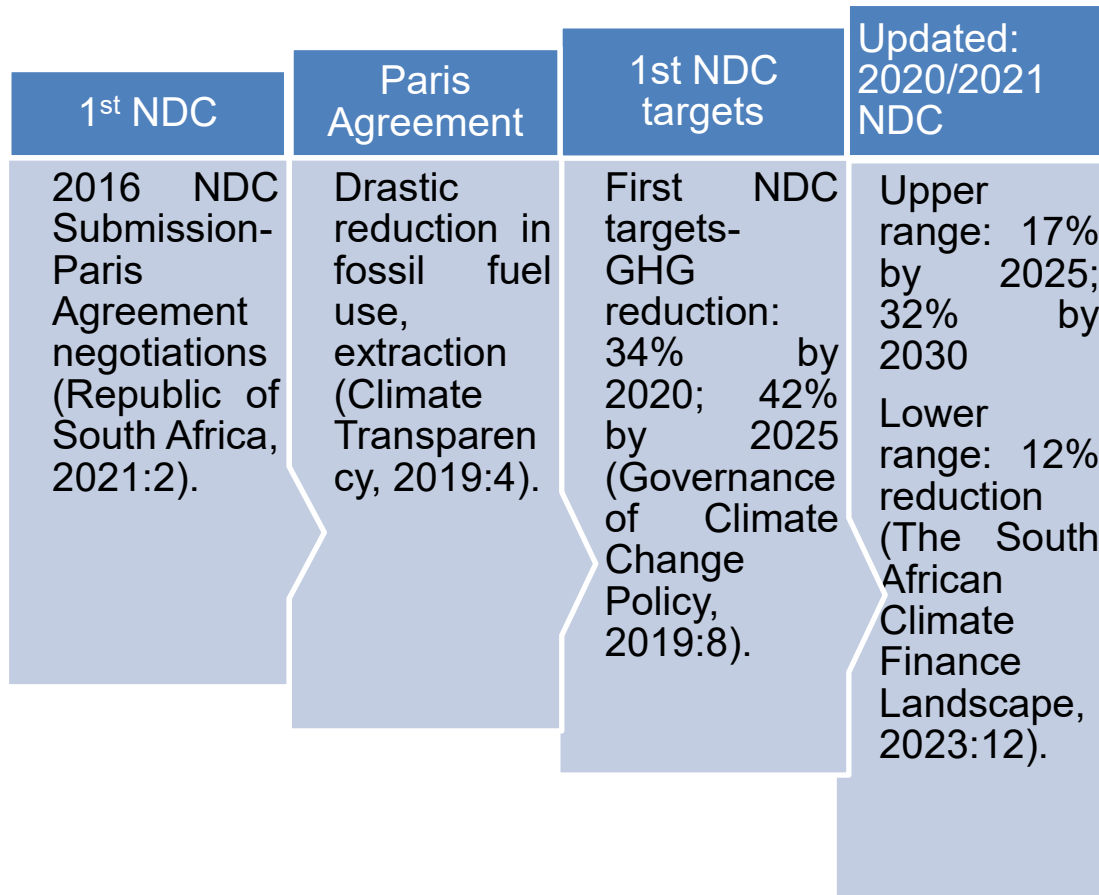 1st NDC
2016 NDC
Submission-
Paris
Agreement
negotiations
(Republic of
South Africa,
2021:2).
Paris
Agreement
Drastic
reduction in
fossil fuel
use,
extraction
(Climate
Transparen
cy, 2019:4).
1st NDC
targets
First NDC
targets-
GHG
reduction:
34% by
2020; 42%
by 2025
(Governance
of Climate
Change
Policy,
2019:8).
Updated:
2020/2021
NDC
Upper
range: 17%
by 2025;
32% by
2030
Lower
range: 12%
reduction
(The South
African
Climate
Finance
Landscape,
2023:12).